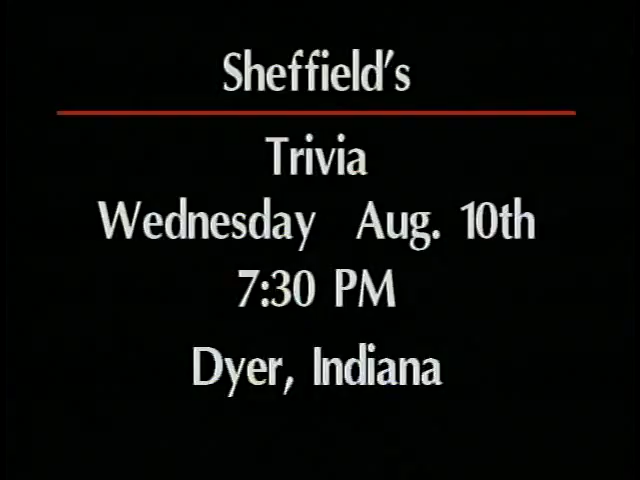 Sheffield's
Trivia
Wednesday Aug. 10th
7:30 PM
Dyer, Indiana